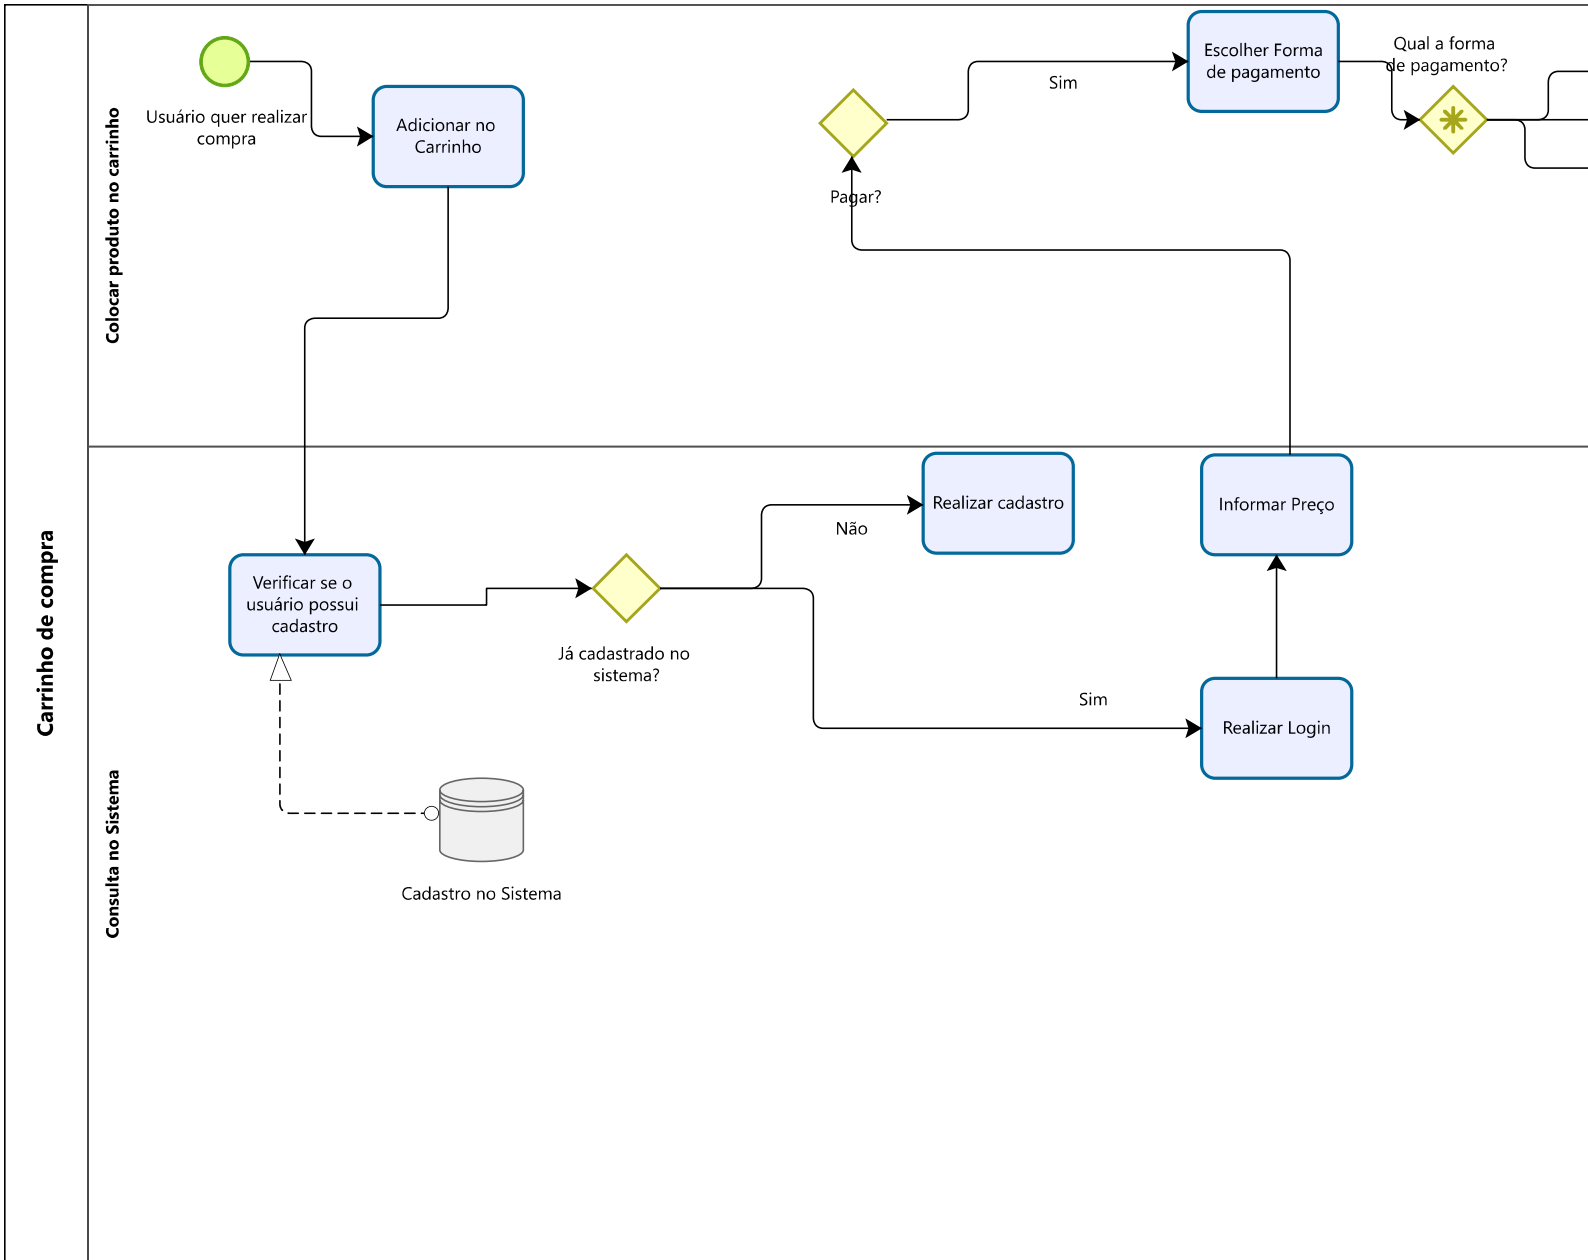 Carrinho de compra
Colocar produto no carrinho
Usuário quer realizar
compra
Adicionar no
Carrinho
Pagar?
Sim
Escolher Forma
de pagamento
Qual a forma
de pagamento?
Consulta no Sistema
Verificar se o
usuário possui
cadastro
Já cadastrado no
sistema?
Não
Realizar cadastro
Sim
Informar Preço
Realizar Login
Cadastro no Sistema